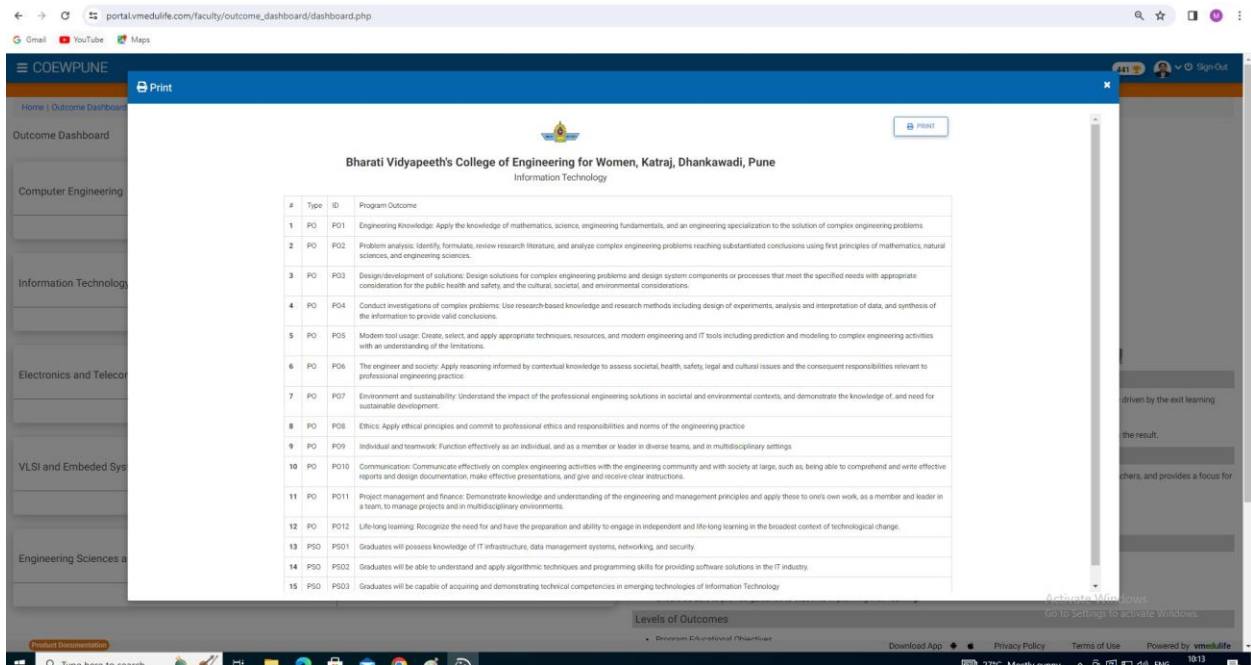 portal.vmedulife.com/faculty/outcome_dashboard/dashboard.php
M
Gmail YouTube Maps
COEWPUNE
441
Sign-Out
Print
Home | Outcome Dashboard
PRINT
Outcome Dashboard
Bharati Vidyapeeth's College of Engineering for Women, Katraj, Dhankawadi, Pune
Information Technology
Computer Engineering
Information Technology
Electronics and Telecor
VLSI and Embeded Sys
Engineering Sciences a
# Type ID Program Outcome
1 PO PO1 Engineering Knowledge: Apply the knowledge of mathematics, science, engineering fundamentals, and an engineering specialization to the solution of complex engineering problems
2 PO PO2 Problem analysis: Identify, formulate, review research literature, and analyze complex engineering problems reaching substantiated conclusions using first principles of mathematics, natural
sciences, and engineering sciences.
3 PO PO3 Design/development of solutions: Design solutions for complex engineering problems and design system components or processes that meet the specified needs with appropriate
consideration for the public health and safety, and the cultural, societal, and environmental considerations.
4 PO PO4 Conduct investigations of complex problems: Use research-based knowledge and research methods including design of experiments, analysis and interpretation of data, and synthesis of
the information to provide valid conclusions.
5 PO PO5 Modern tool usage: Create, select, and apply appropriate techniques, resources, and modern engineering and IT tools including prediction and modeling to complex engineering activities
with an understanding of the limitations.
6 PO PO6 The engineer and society: Apply reasoning informed by contextual knowledge to assess societal, health, safety, legal and cultural issues and the consequent responsibilities relevant to
professional engineering practice.
7 PO PO7 Environment and sustainability: Understand the impact of the professional engineering solutions in societal and environmental contexts, and demonstrate the knowledge of, and need for
sustainable development.
8 PO PO8 Ethics: Apply ethical principles and commit to professional ethics and responsibilities and norms of the engineering practice
9 PO PO9 Individual and teamwork: Function effectively as an individual, and as a member or leader in diverse teams, and in multidisciplinary settings
10 PO PO10 Communication: Communicate effectively on complex engineering activities with the engineering community and with society at large, such as, being able to comprehend and write effective
reports and design documentation, make effective presentations, and give and receive clear instructions.
11 PO PO11 Project management and finance: Demonstrate knowledge and understanding of the engineering and management principles and apply these to one's own work, as a member and leader in
a team, to manage projects and in multidisciplinary environments.
12 PO PO12 Life-long learning: Recognize the need for and have the preparation and ability to engage in independent and life-long learning in the broadest context of technological change.
13 PSO PSO1 Graduates will possess knowledge of IT infrastructure, data management systems, networking, and security.
14 PSO PSO2 Graduates will be able to understand and apply algorithmic techniques and programming skills for providing software solutions in the IT industry.
15 PSO PSO3 Graduates will be capable of acquiring and demonstrating technical competencies in emerging technologies of Information Technology
driven by the exit learning
the result.
chers, and provides a focus for
Activate Windows
Go to Settings to activate Windows.
Levels of Outcomes
Program Educational Objectives
Product Documentation
Download App Privacy Policy Terms of Use Powered by vmedulife
Type here to search
27°C Mostly sunny
ENG
10:13